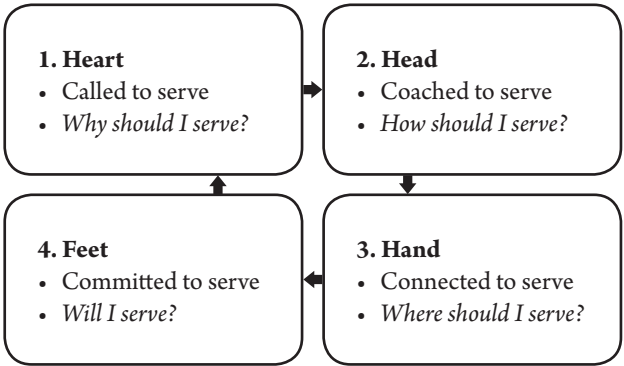 1. Heart
• Called to serve
• Why should I serve?
2. Head
• Coached to serve
• How should I serve?
4. Feet
• Committed to serve
• Will I serve?
3. Hand
• Connected to serve
• Where should I serve?